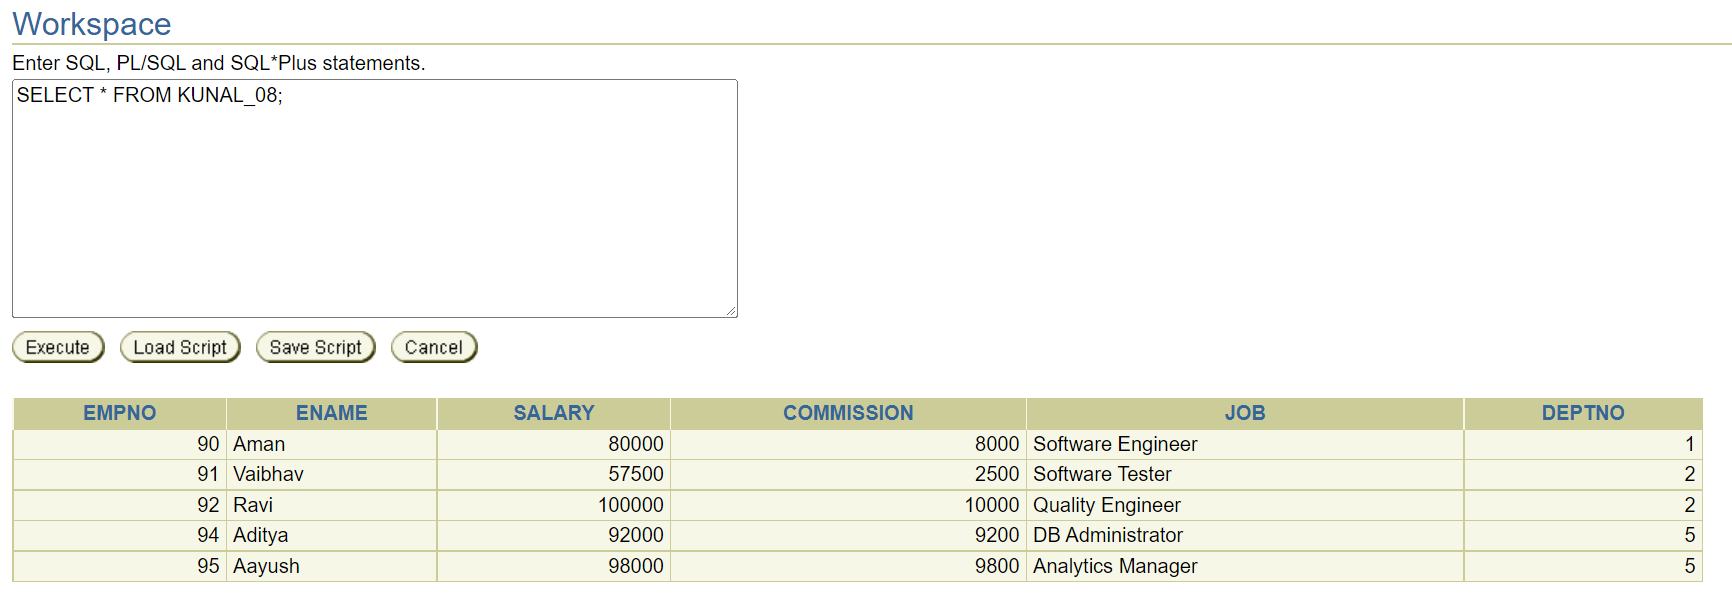 Workspace
Enter SQL, PL/SQL and SQL*Plus statements.
SELECT * FROM KUNAL_08;
Execute Load Script Save Script Cancel
EMPNO ENAME SALARY COMMISSION JOB DEPTNO
90 Aman 80000 8000 Software Engineer 1
91 Vaibhav 57500 2500 Software Tester 2
92 Ravi 100000 10000 Quality Engineer 2
94 Aditya 92000 9200 DB Administrator 5
95 Aayush 98000 9800 Analytics Manager 5